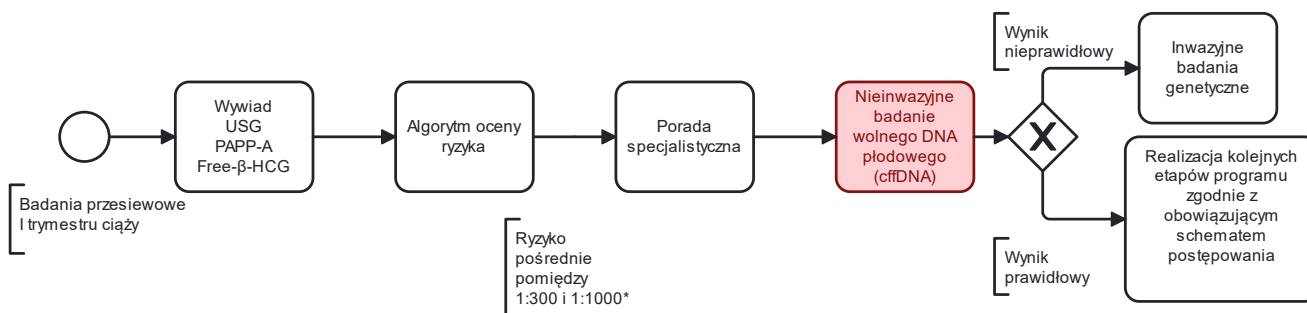 Badania przesiewowe
I trymestru ciąży
Wywiad
USG
PAPP-A
Free-β-HCG
Algorytm oceny
ryzyka
Ryzyko
pośrednie
pomiędzy
1:300 i 1:1000*
Porada
specjalistyczna
Nieinwazyjne
badanie
wolnego DNA
płodowego
(cffDNA)
X
Wynik
nieprawidłowy
Inwazyjne
badania
genetyczne
Wynik
prawidłowy
Realizacja kolejnych
etapów programu
zgodnie z
obowiązującym
schematem
postępowania